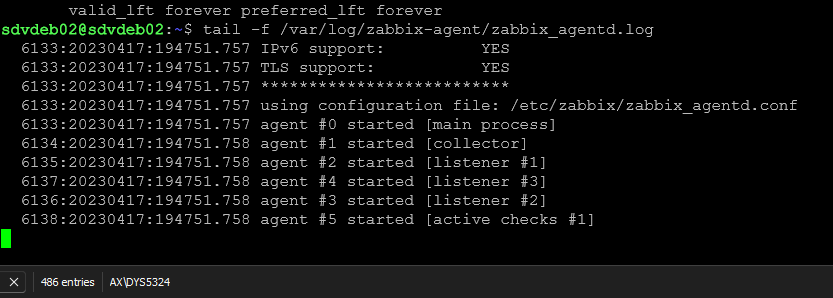 valid_lft forever preferred_lft forever
sdvdeb02@sdvdeb02:~$ tail -f /var/log/zabbix-agent/zabbix_agentd.log
6133:20230417:194751.757 IPv6 support: YES
6133:20230417:194751.757 TLS support: YES
6133:20230417:194751.757 ***************************
6133:20230417:194751.757 using configuration file: /etc/zabbix/zabbix_agentd.conf
6133:20230417:194751.757 agent #0 started [main process]
6134:20230417:194751.758 agent #1 started [collector]
6135:20230417:194751.758 agent #2 started [listener #1]
6137:20230417:194751.758 agent #4 started [listener #3]
6136:20230417:194751.758 agent #3 started [listener #2]
6138:20230417:194751.758 agent #5 started [active checks #1]
486 entries AX\DYS5324